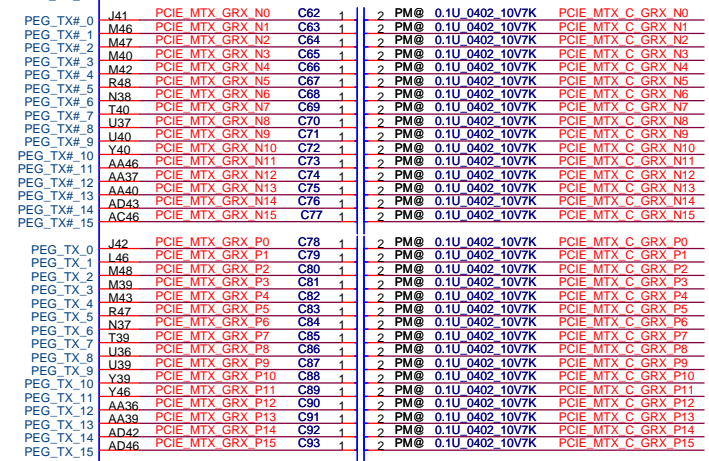 PEG_TX#_0 J41 PCIE_MTX_GRX_N0 C62 1 2 PM@ 0.1U_0402_10V7K PCIE_MTX_C_GRX_N0
PEG_TX#_1 M46 PCIE_MTX_GRX_N1 C63 1 2 PM@ 0.1U_0402_10V7K PCIE_MTX_C_GRX_N1
PEG_TX#_2 M47 PCIE_MTX_GRX_N2 C64 1 2 PM@ 0.1U_0402_10V7K PCIE_MTX_C_GRX_N2
PEG_TX#_3 M40 PCIE_MTX_GRX_N3 C65 1 2 PM@ 0.1U_0402_10V7K PCIE_MTX_C_GRX_N3
PEG_TX#_4 M42 PCIE_MTX_GRX_N4 C66 1 2 PM@ 0.1U_0402_10V7K PCIE_MTX_C_GRX_N4
PEG_TX#_5 R48 PCIE_MTX_GRX_N5 C67 1 2 PM@ 0.1U_0402_10V7K PCIE_MTX_C_GRX_N5
PEG_TX#_6 N38 PCIE_MTX_GRX_N6 C68 1 2 PM@ 0.1U_0402_10V7K PCIE_MTX_C_GRX_N6
PEG_TX#_7 T40 PCIE_MTX_GRX_N7 C69 1 2 PM@ 0.1U_0402_10V7K PCIE_MTX_C_GRX_N7
PEG_TX#_8 U37 PCIE_MTX_GRX_N8 C70 1 2 PM@ 0.1U_0402_10V7K PCIE_MTX_C_GRX_N8
PEG_TX#_9 U40 PCIE_MTX_GRX_N9 C71 1 2 PM@ 0.1U_0402_10V7K PCIE_MTX_C_GRX_N9
PEG_TX#_10 Y40 PCIE_MTX_GRX_N10 C72 1 2 PM@ 0.1U_0402_10V7K PCIE_MTX_C_GRX_N10
PEG_TX#_11 AA46 PCIE_MTX_GRX_N11 C73 1 2 PM@ 0.1U_0402_10V7K PCIE_MTX_C_GRX_N11
PEG_TX#_12 AA37 PCIE_MTX_GRX_N12 C74 1 2 PM@ 0.1U_0402_10V7K PCIE_MTX_C_GRX_N12
PEG_TX#_13 AA40 PCIE_MTX_GRX_N13 C75 1 2 PM@ 0.1U_0402_10V7K PCIE_MTX_C_GRX_N13
PEG_TX#_14 AD43 PCIE_MTX_GRX_N14 C76 1 2 PM@ 0.1U_0402_10V7K PCIE_MTX_C_GRX_N14
PEG_TX#_15 AC46 PCIE_MTX_GRX_N15 C77 1 2 PM@ 0.1U_0402_10V7K PCIE_MTX_C_GRX_N15
PEG_TX_0 J42 PCIE_MTX_GRX_P0 C78 1 2 PM@ 0.1U_0402_10V7K PCIE_MTX_C_GRX_P0
PEG_TX_1 L46 PCIE_MTX_GRX_P1 C79 1 2 PM@ 0.1U_0402_10V7K PCIE_MTX_C_GRX_P1
PEG_TX_2 M48 PCIE_MTX_GRX_P2 C80 1 2 PM@ 0.1U_0402_10V7K PCIE_MTX_C_GRX_P2
PEG_TX_3 M39 PCIE_MTX_GRX_P3 C81 1 2 PM@ 0.1U_0402_10V7K PCIE_MTX_C_GRX_P3
PEG_TX_4 M43 PCIE_MTX_GRX_P4 C82 1 2 PM@ 0.1U_0402_10V7K PCIE_MTX_C_GRX_P4
PEG_TX_5 R47 PCIE_MTX_GRX_P5 C83 1 2 PM@ 0.1U_0402_10V7K PCIE_MTX_C_GRX_P5
PEG_TX_6 N37 PCIE_MTX_GRX_P6 C84 1 2 PM@ 0.1U_0402_10V7K PCIE_MTX_C_GRX_P6
PEG_TX_7 T39 PCIE_MTX_GRX_P7 C85 1 2 PM@ 0.1U_0402_10V7K PCIE_MTX_C_GRX_P7
PEG_TX_8 U36 PCIE_MTX_GRX_P8 C86 1 2 PM@ 0.1U_0402_10V7K PCIE_MTX_C_GRX_P8
PEG_TX_9 U39 PCIE_MTX_GRX_P9 C87 1 2 PM@ 0.1U_0402_10V7K PCIE_MTX_C_GRX_P9
PEG_TX_10 Y39 PCIE_MTX_GRX_P10 C88 1 2 PM@ 0.1U_0402_10V7K PCIE_MTX_C_GRX_P10
PEG_TX_11 Y46 PCIE_MTX_GRX_P11 C89 1 2 PM@ 0.1U_0402_10V7K PCIE_MTX_C_GRX_P11
PEG_TX_12 AA36 PCIE_MTX_GRX_P12 C90 1 2 PM@ 0.1U_0402_10V7K PCIE_MTX_C_GRX_P12
PEG_TX_13 AA39 PCIE_MTX_GRX_P13 C91 1 2 PM@ 0.1U_0402_10V7K PCIE_MTX_C_GRX_P13
PEG_TX_14 AD42 PCIE_MTX_GRX_P14 C92 1 2 PM@ 0.1U_0402_10V7K PCIE_MTX_C_GRX_P14
PEG_TX_15 AD46 PCIE_MTX_GRX_P15 C93 1 2 PM@ 0.1U_0402_10V7K PCIE_MTX_C_GRX_P15